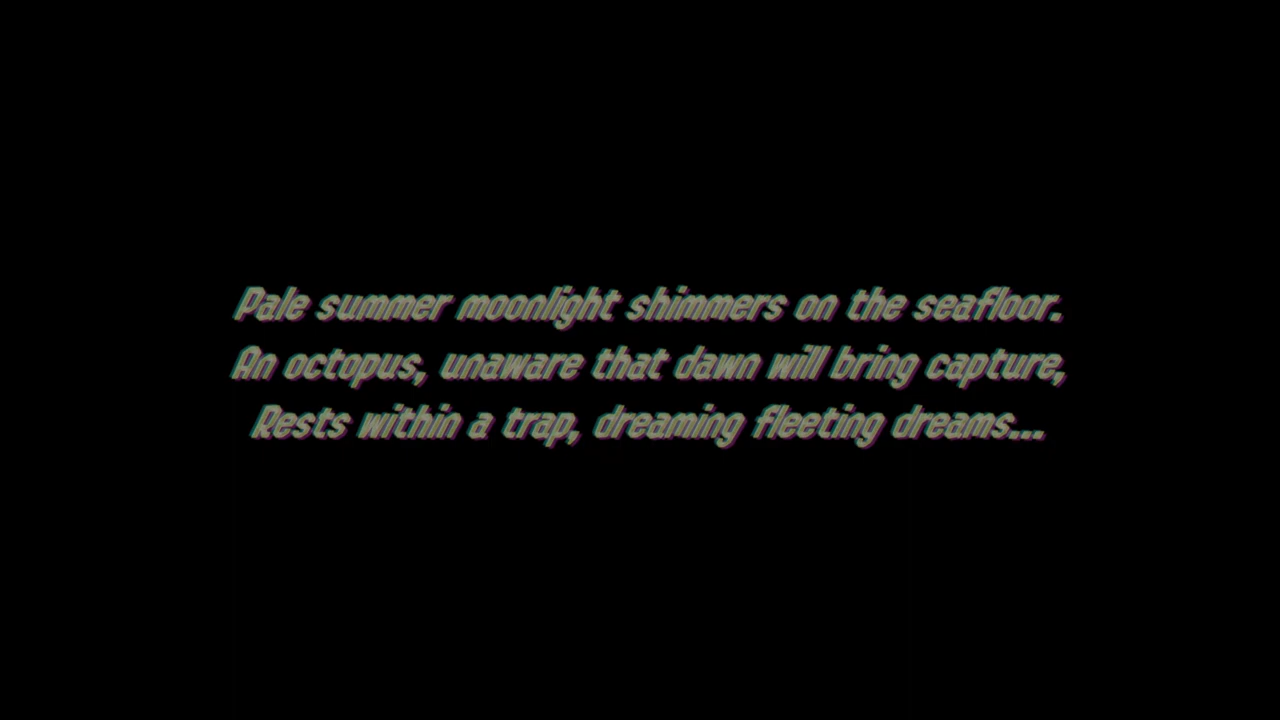 Pale summer moonlight shimmers on the seafloor.
An octopus, unaware that dawn will bring capture,
Rests within a trap, dreaming fleeting dreams...